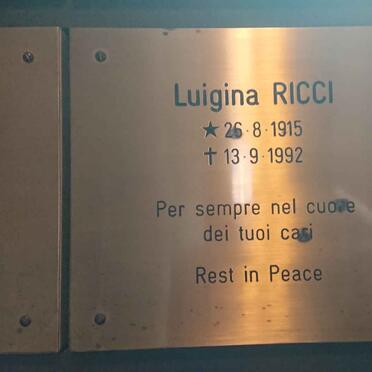 Luigina RICCI
★ 26·8·1915
✝ 13·9·1992
Per sempre nel cuore
dei tuoi cari
Rest in Peace